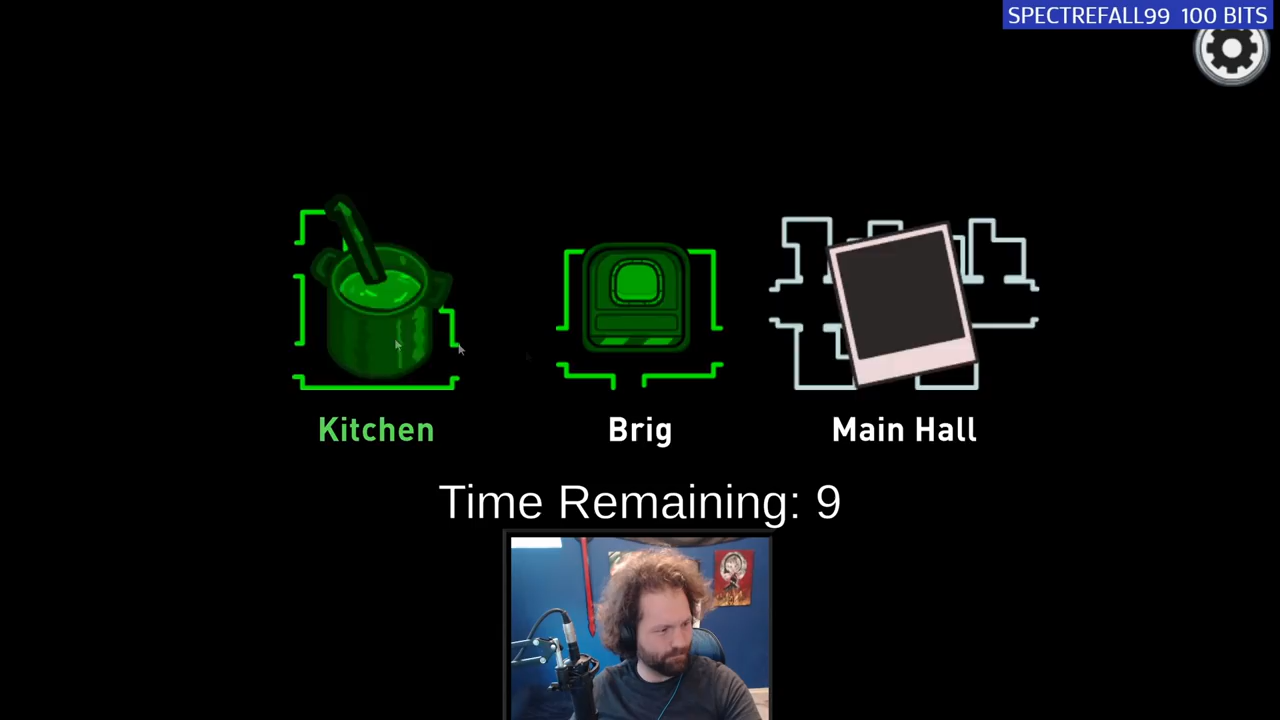 SPECTREFALL99 100 BITS
Kitchen
Brig
Main Hall
Time Remaining: 9